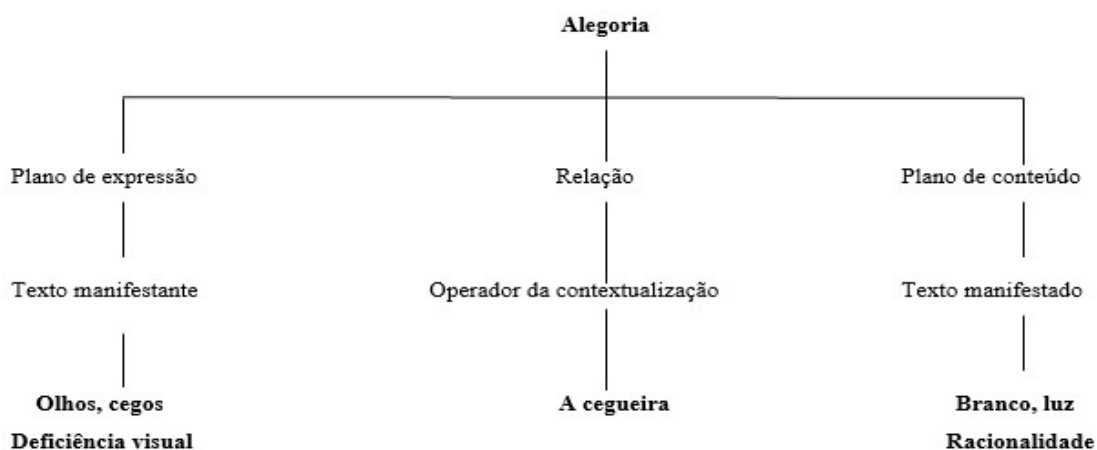 Alegoria
Plano de expressão
Relação
Plano de conteúdo
Texto manifestante
Operador da contextualização
Texto manifestado
Olhos, cegos
A cegueira
Branco, luz
Deficiência visual
Racionalidade